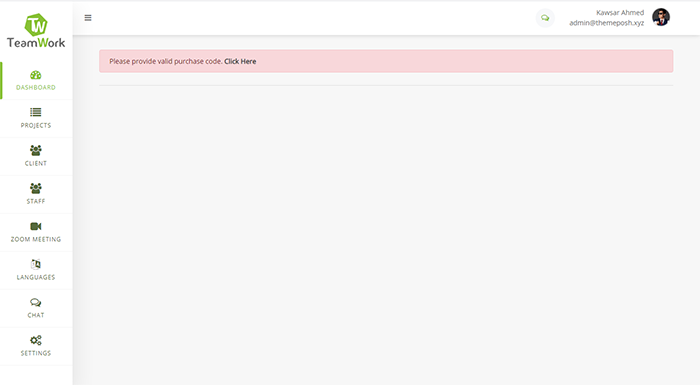 TeamWork
Kawsar Ahmed
admin@themeposh.xyz
Please provide valid purchase code. Click Here
DASHBOARD
PROJECTS
CLIENT
STAFF
ZOOM MEETING
LANGUAGES
CHAT
SETTINGS